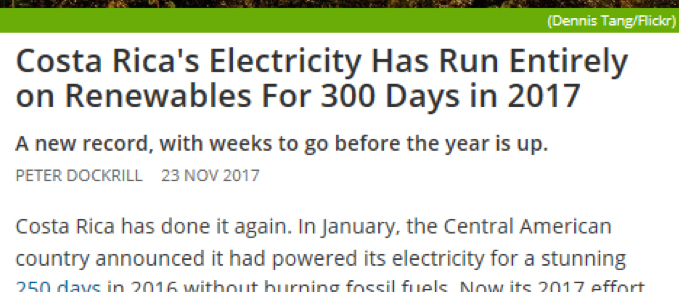 (Dennis Tang/Flickr)
Costa Rica's Electricity Has Run Entirely
on Renewables For 300 Days in 2017
A new record, with weeks to go before the year is up.
PETER DOCKRILL 23 NOV 2017
Costa Rica has done it again. In January, the Central American
country announced it had powered its electricity for a stunning
250 days in 2016 without burning fossil fuels. Now its 2017 effort